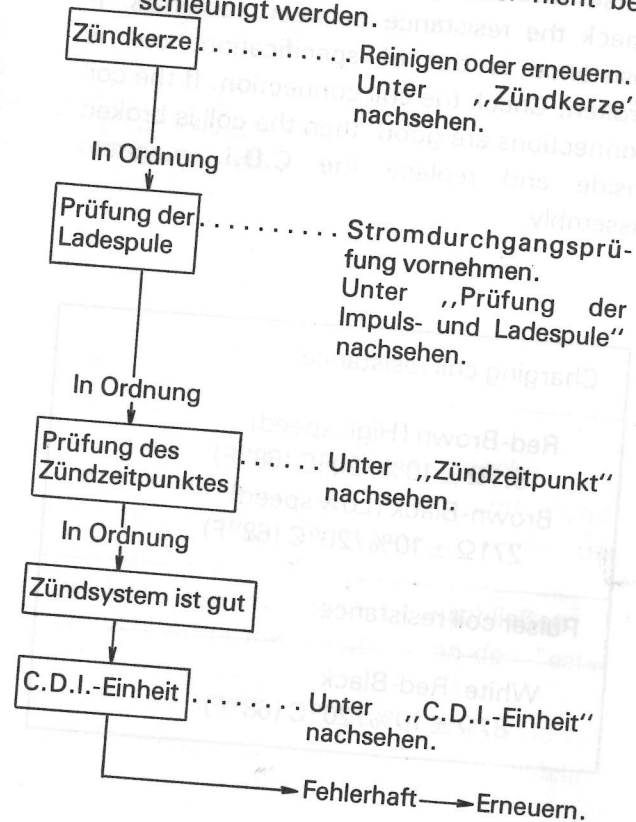 nicht be
schleunigt werden.
Zündkerze .......... Reinigen oder erneuern.
Unter ,,Zündkerze''
nachsehen.
In Ordnung
Prüfung der
Ladespule .......... Stromdurchgangsprü-
fung vornehmen.
Unter ,,Prüfung der
Impuls- und Ladespule''
nachsehen.
In Ordnung
Prüfung des
Zündzeitpunktes ...... Unter ,,Zündzeitpunkt''
nachsehen.
In Ordnung
Zündsystem ist gut
C.D.I.-Einheit ....... Unter ,,C.D.I.-Einheit''
nachsehen.
Fehlerhaft → Erneuern.